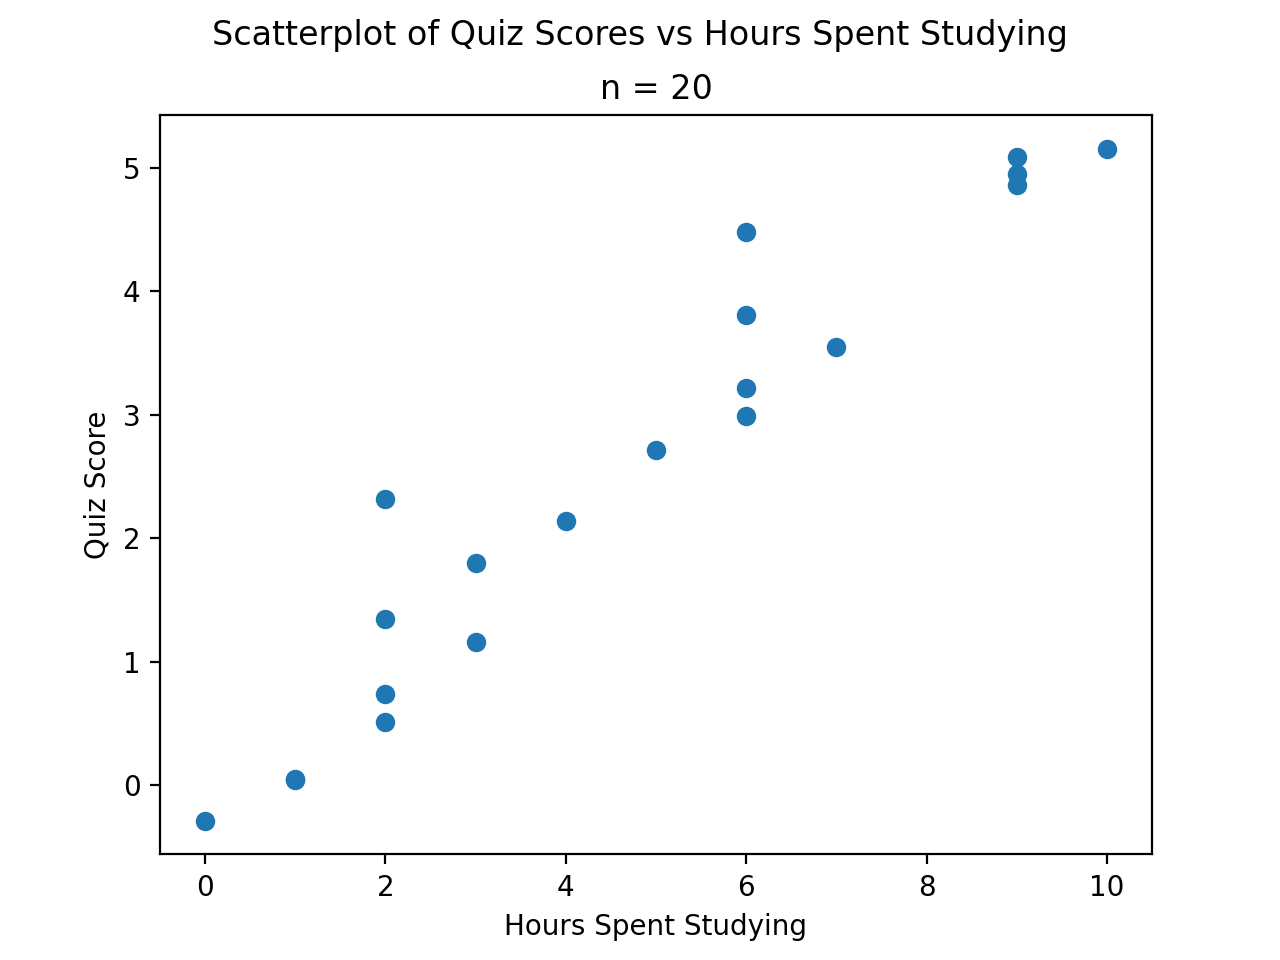 Scatterplot of Quiz Scores vs Hours Spent Studying
n = 20
5
4
3
2
1
0
Quiz Score
0 2 4 6 8 10
Hours Spent Studying